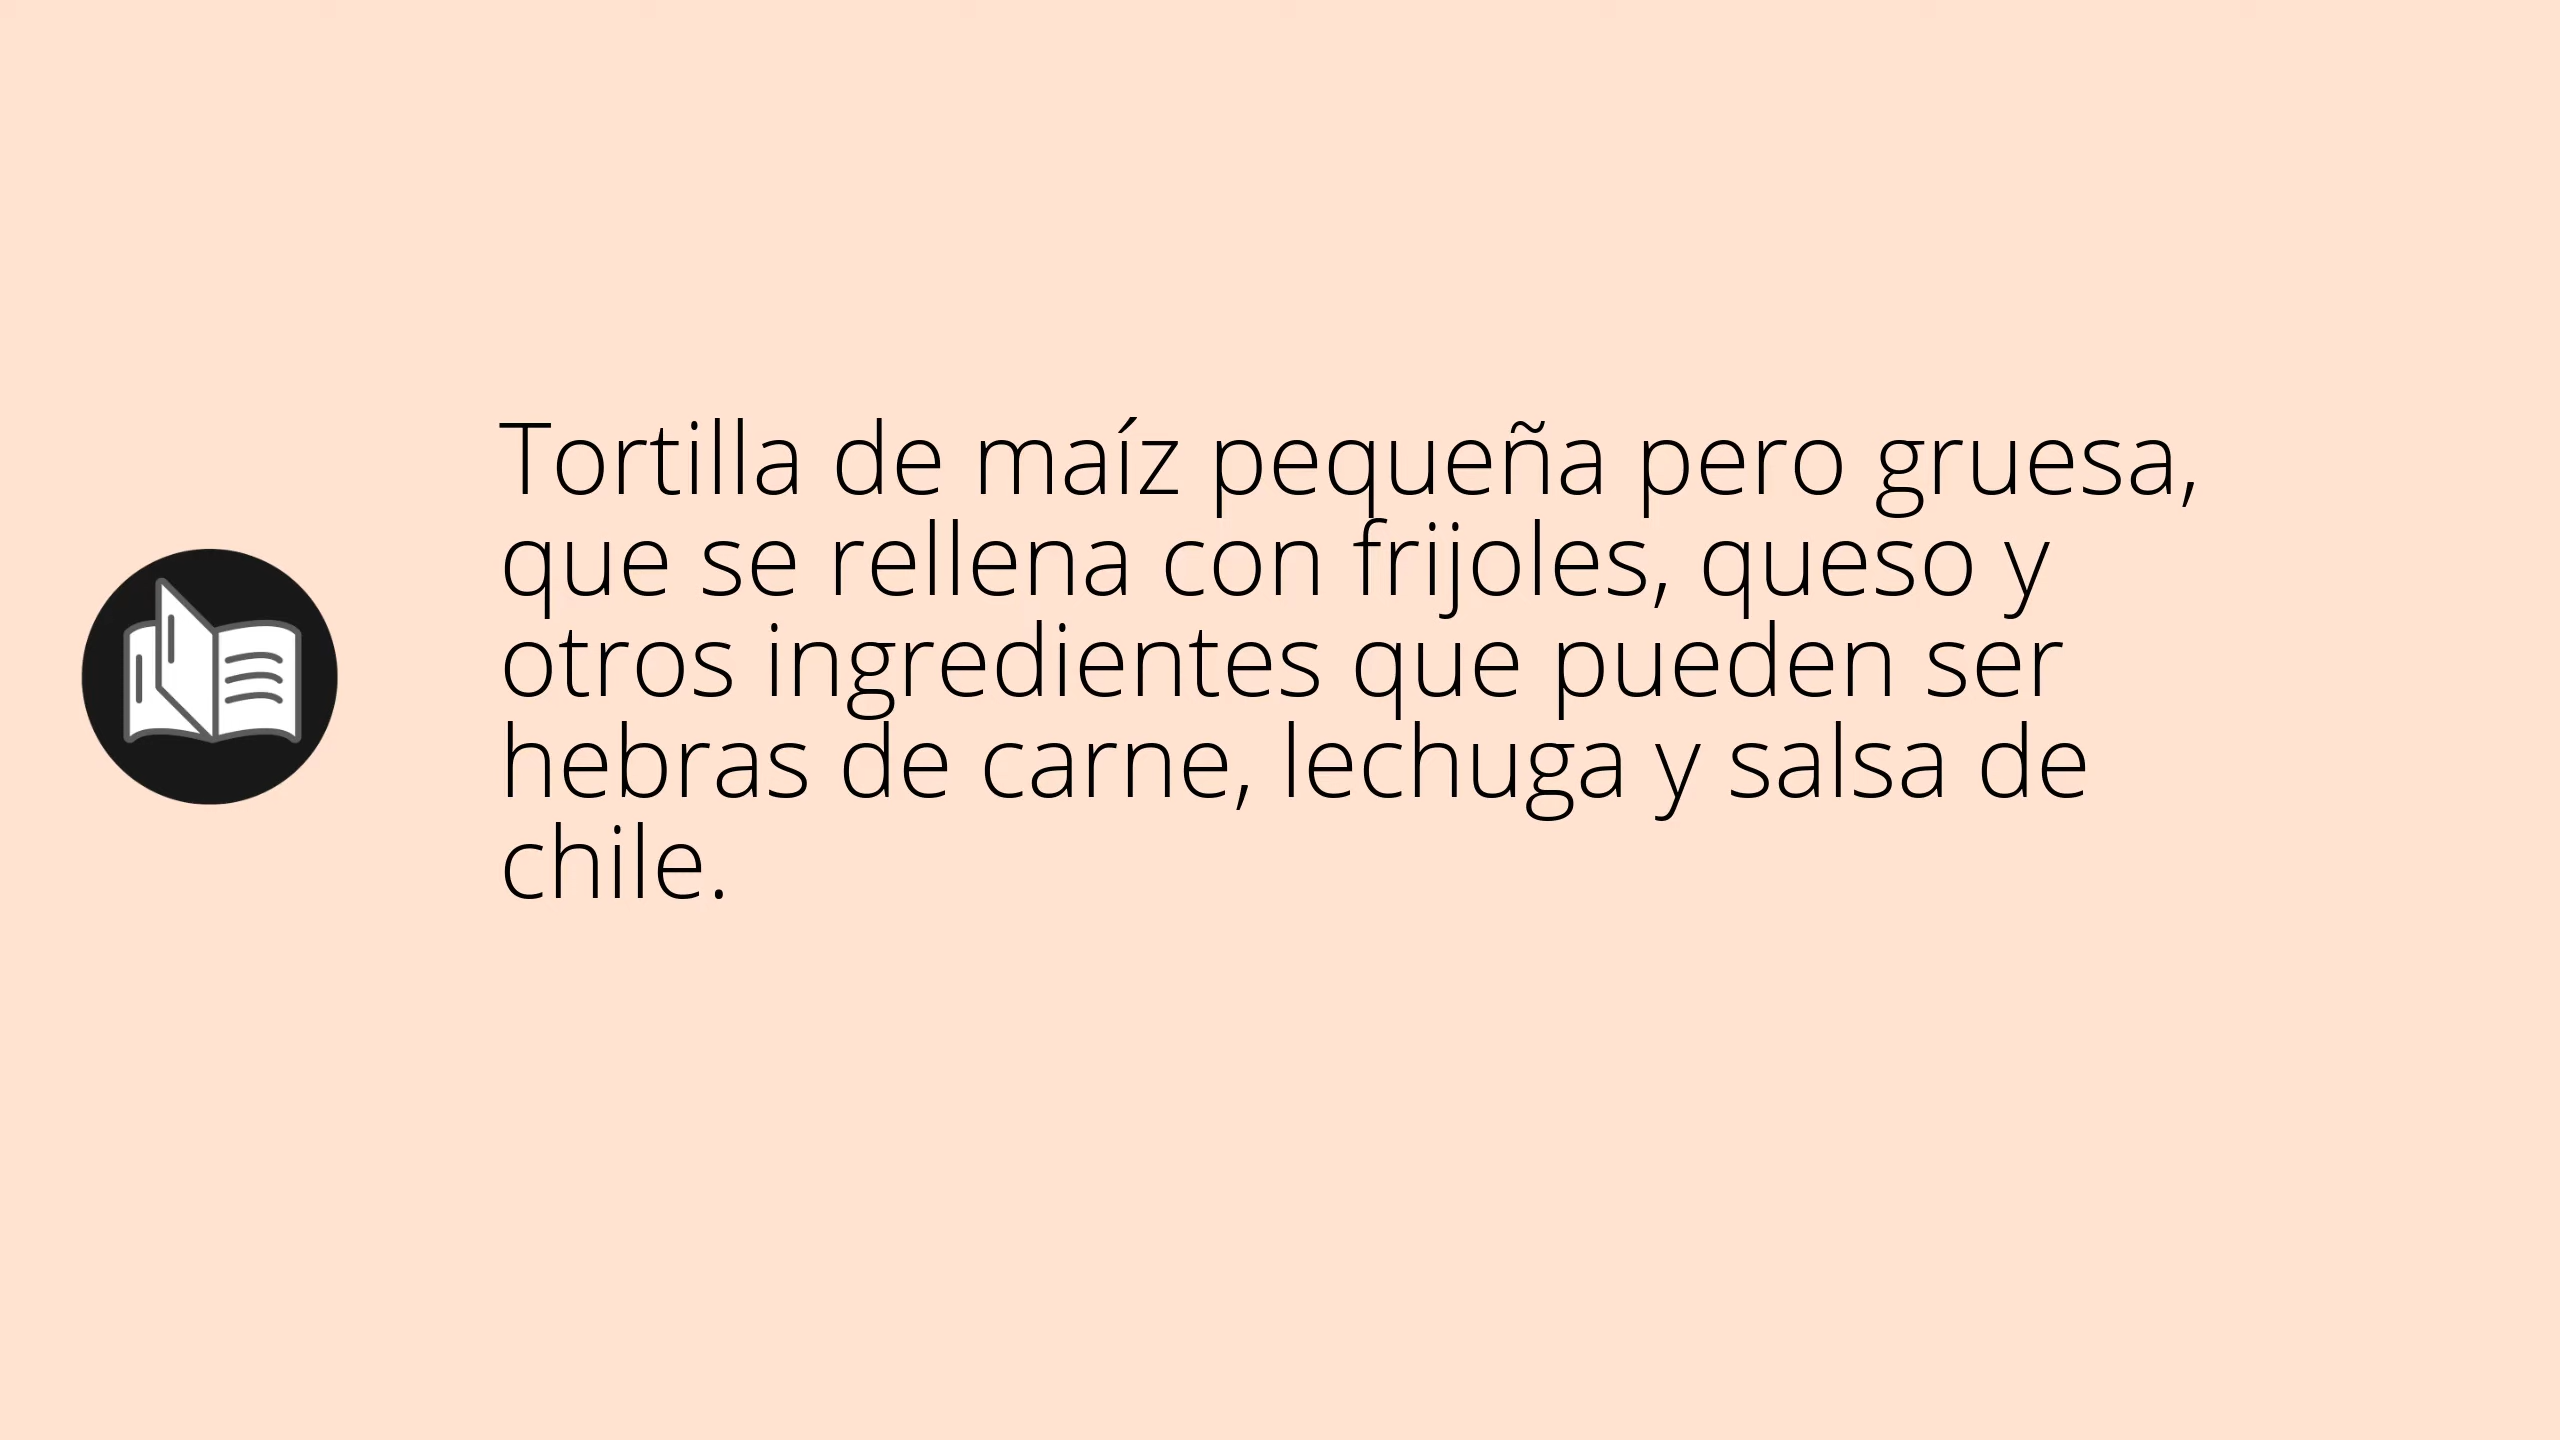 Tortilla de maíz pequeña pero gruesa,
que se rellena con frijoles, queso y
otros ingredientes que pueden ser
hebras de carne, lechuga y salsa de
chile.